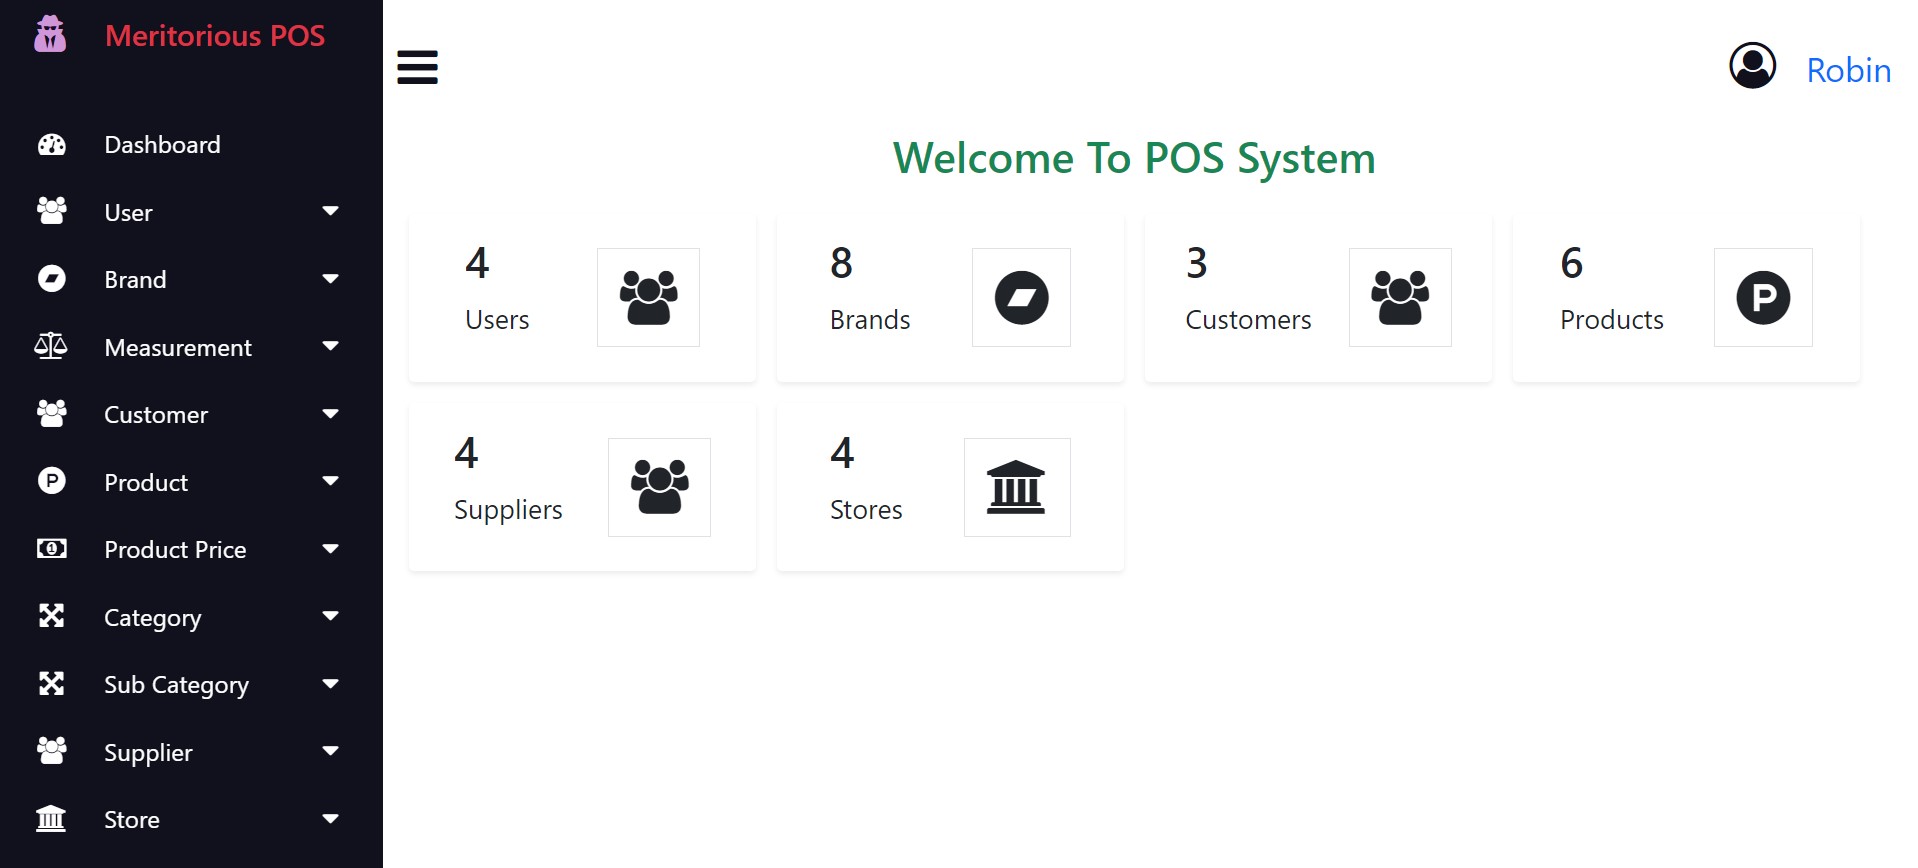 Meritorious POS
Dashboard
User
Brand
Measurement
Customer
Product
Product Price
Category
Sub Category
Supplier
Store
Robin
Welcome To POS System
4
Users
8
Brands
3
Customers
6
Products
4
Suppliers
4
Stores